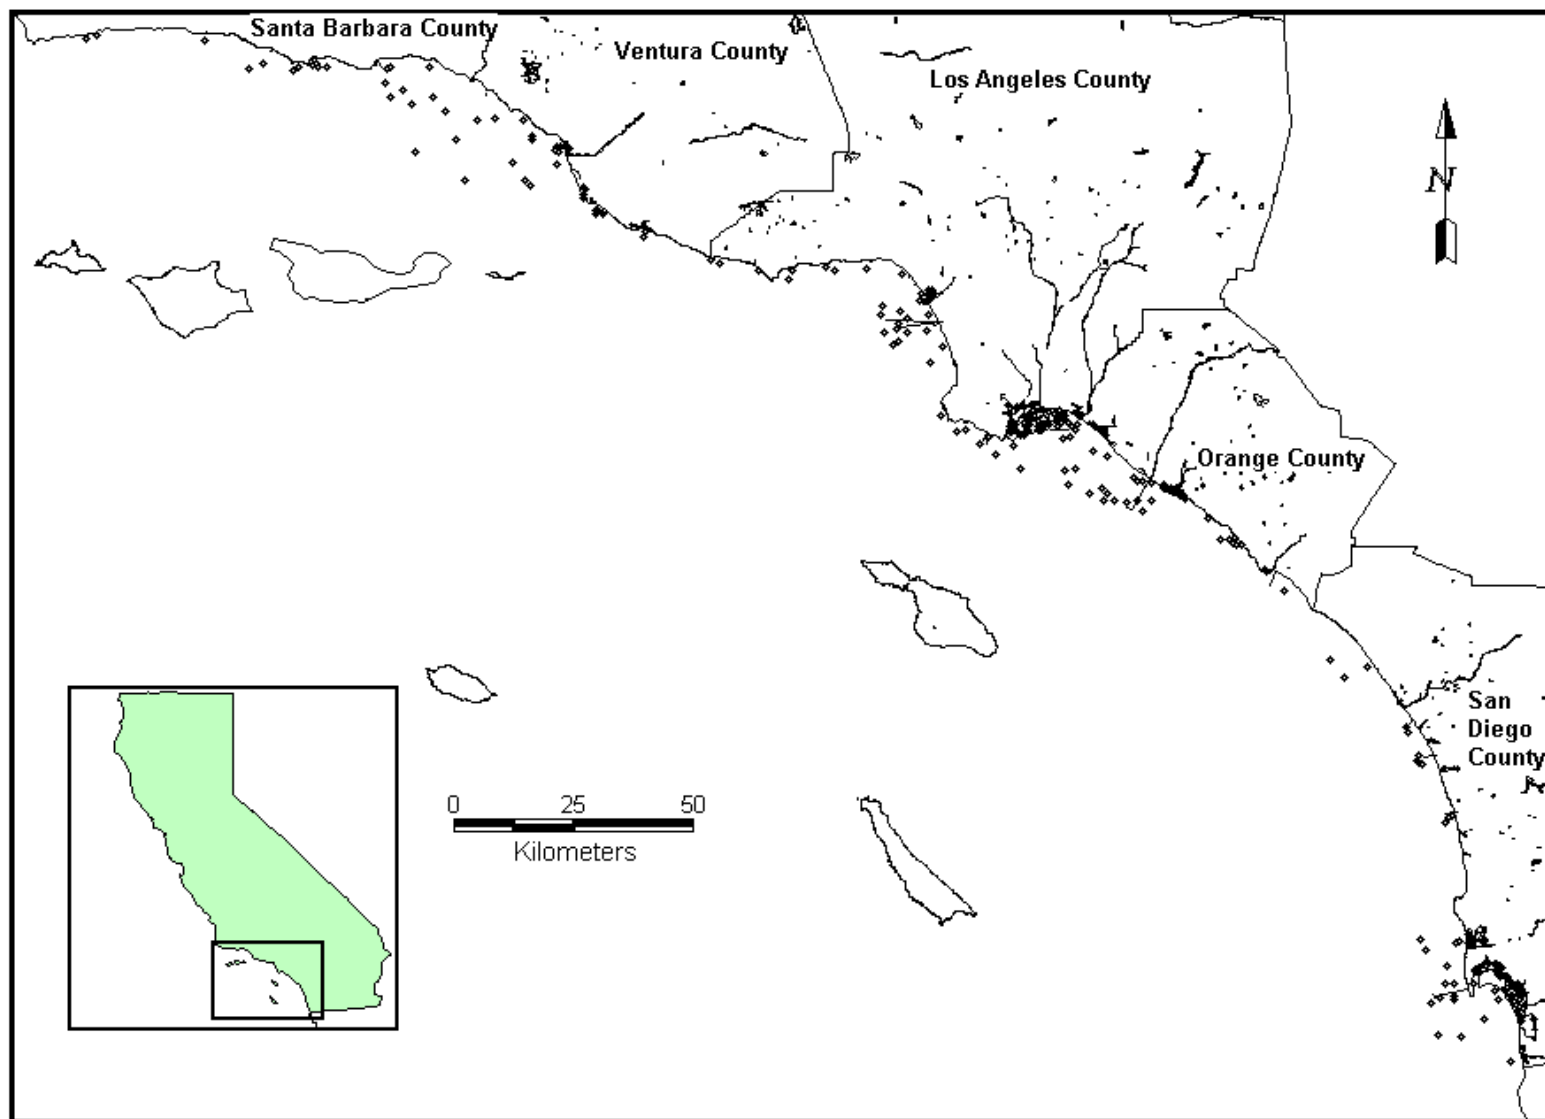 Santa Barbara County
Ventura County
Los Angeles County
N
Orange County
San
Diego
County
0 25 50
Kilometers